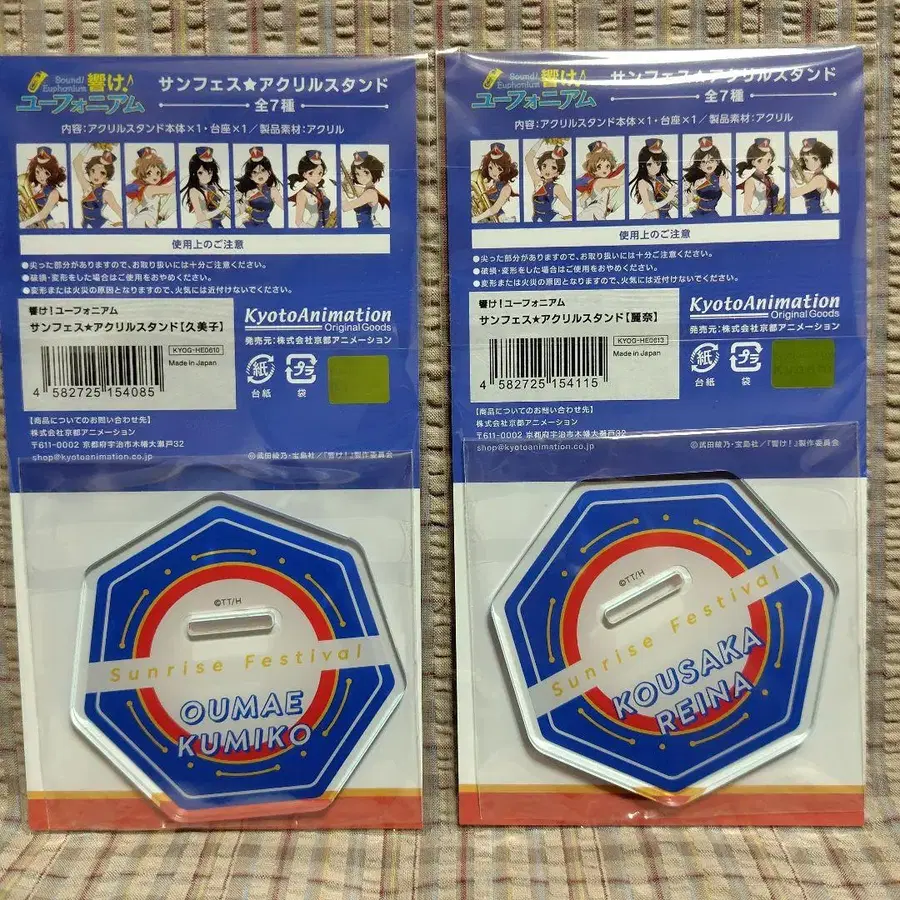 Sound!
Euphonium
響け♪
ユーフォニアム
サンフェス★アクリルスタンド
全7種
内容:アクリルスタンド本体×1・台座×1/製品素材:アクリル
使用上のご注意
●尖った部分がありますので、お取り扱いには十分ご注意ください。
●破損・変形をした場合はご使用をおやめください。
●変形または火災の原因となりますので、火気には近付けないでください。
響け!ユーフォニアム
サンフェス★アクリルスタンド【久美子】
KYOG-HE0610
Made in Japan
4 582725 154085
KyotoAnimation
Original Goods
発売元:株式会社京都アニメーション
紙
台紙
プラ
袋
【商品についてのお問い合わせ先】
株式会社京都アニメーション
〒611-0002 京都府宇治市木幡大瀬戸32
shop@kyotoanimation.co.jp
©武田綾乃・宝島社/『響け!』製作委員会
©TT/H
Sunrise Festival
OUMAE
KUMIKO
Sound!
Euphonium
響け♪
ユーフォニアム
サンフェス★アクリルスタンド
全7種
内容:アクリルスタンド本体×1・台座×1/製品素材:アクリル
使用上のご注意
●尖った部分がありますので、お取り扱いには十分ご注意ください。
●破損・変形をした場合はご使用をおやめください。
●変形または火災の原因となりますので、火気には近付けないでください。
響け!ユーフォニアム
サンフェス★アクリルスタンド【麗奈】
KYOG-HE0613
Made in Japan
4 582725 154115
KyotoAnimation
Original Goods
発売元:株式会社京都アニメーション
紙
台紙
プラ
袋
【商品についてのお問い合わせ先】
株式会社京都アニメーション
〒611-0002 京都府宇治市木幡大瀬戸32
shop@kyotoanimation.co.jp
©武田綾乃・宝島社/『響け!』製作委員会
©TT/H
Sunrise Festival
KOUSAKA
REINA